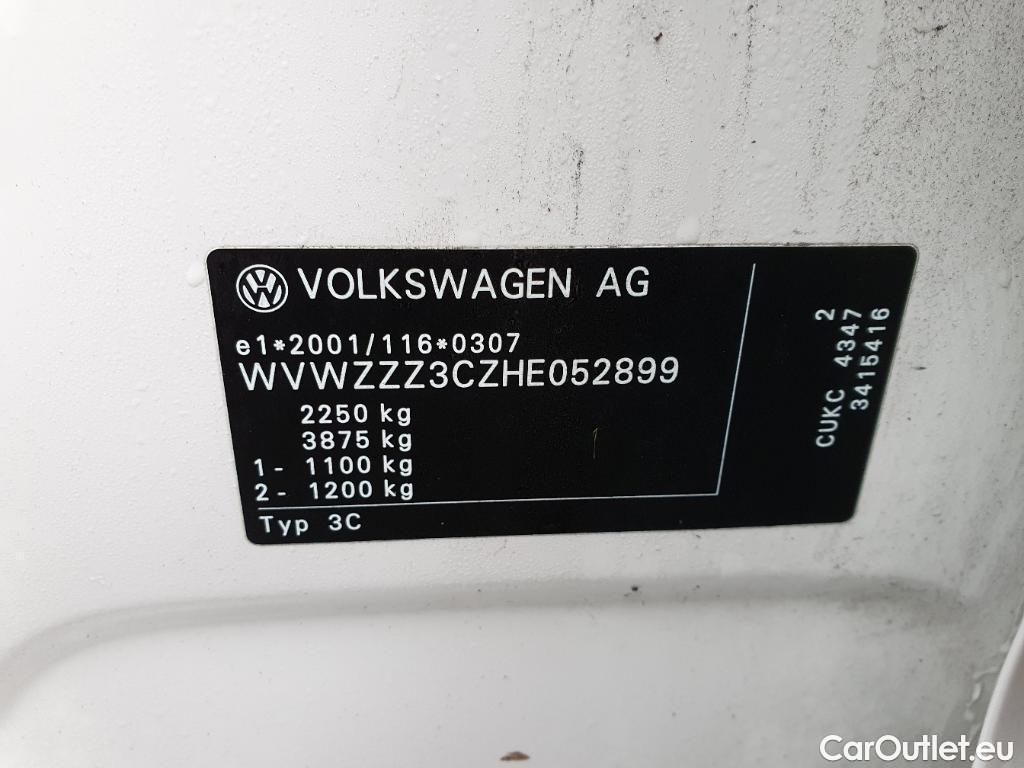 VOLKSWAGEN AG
e1*2001/116*0307
WVWZZZ3CZHE052899
2250 kg
3875 kg
1- 1100 kg
2- 1200 kg
Typ 3C
2
CUKC 4347
3415416
CarOutlet.eu